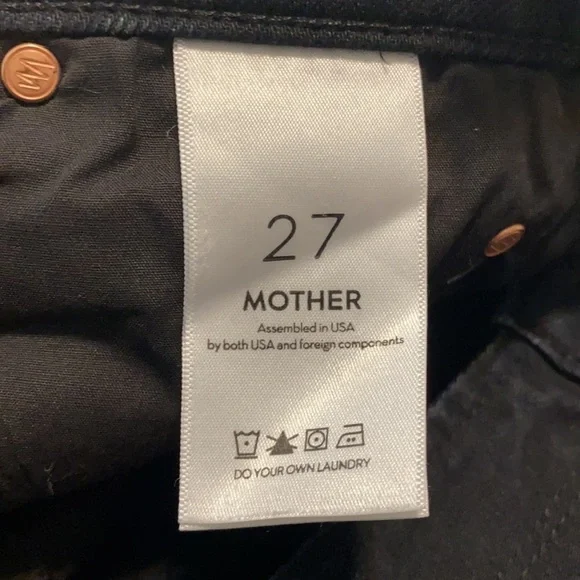 27
MOTHER
Assembled in USA
by both USA and foreign components
DO YOUR OWN LAUNDRY